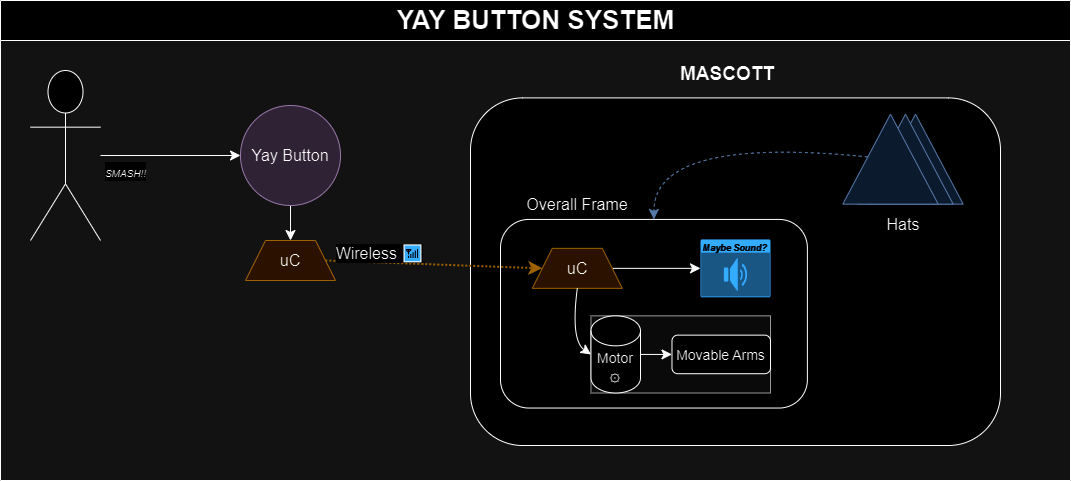 YAY BUTTON SYSTEM
MASCOTT
Yay Button
SMASH!!
Overall Frame
Hats
Wireless
uC
uC
Maybe Sound?
Motor
Movable Arms